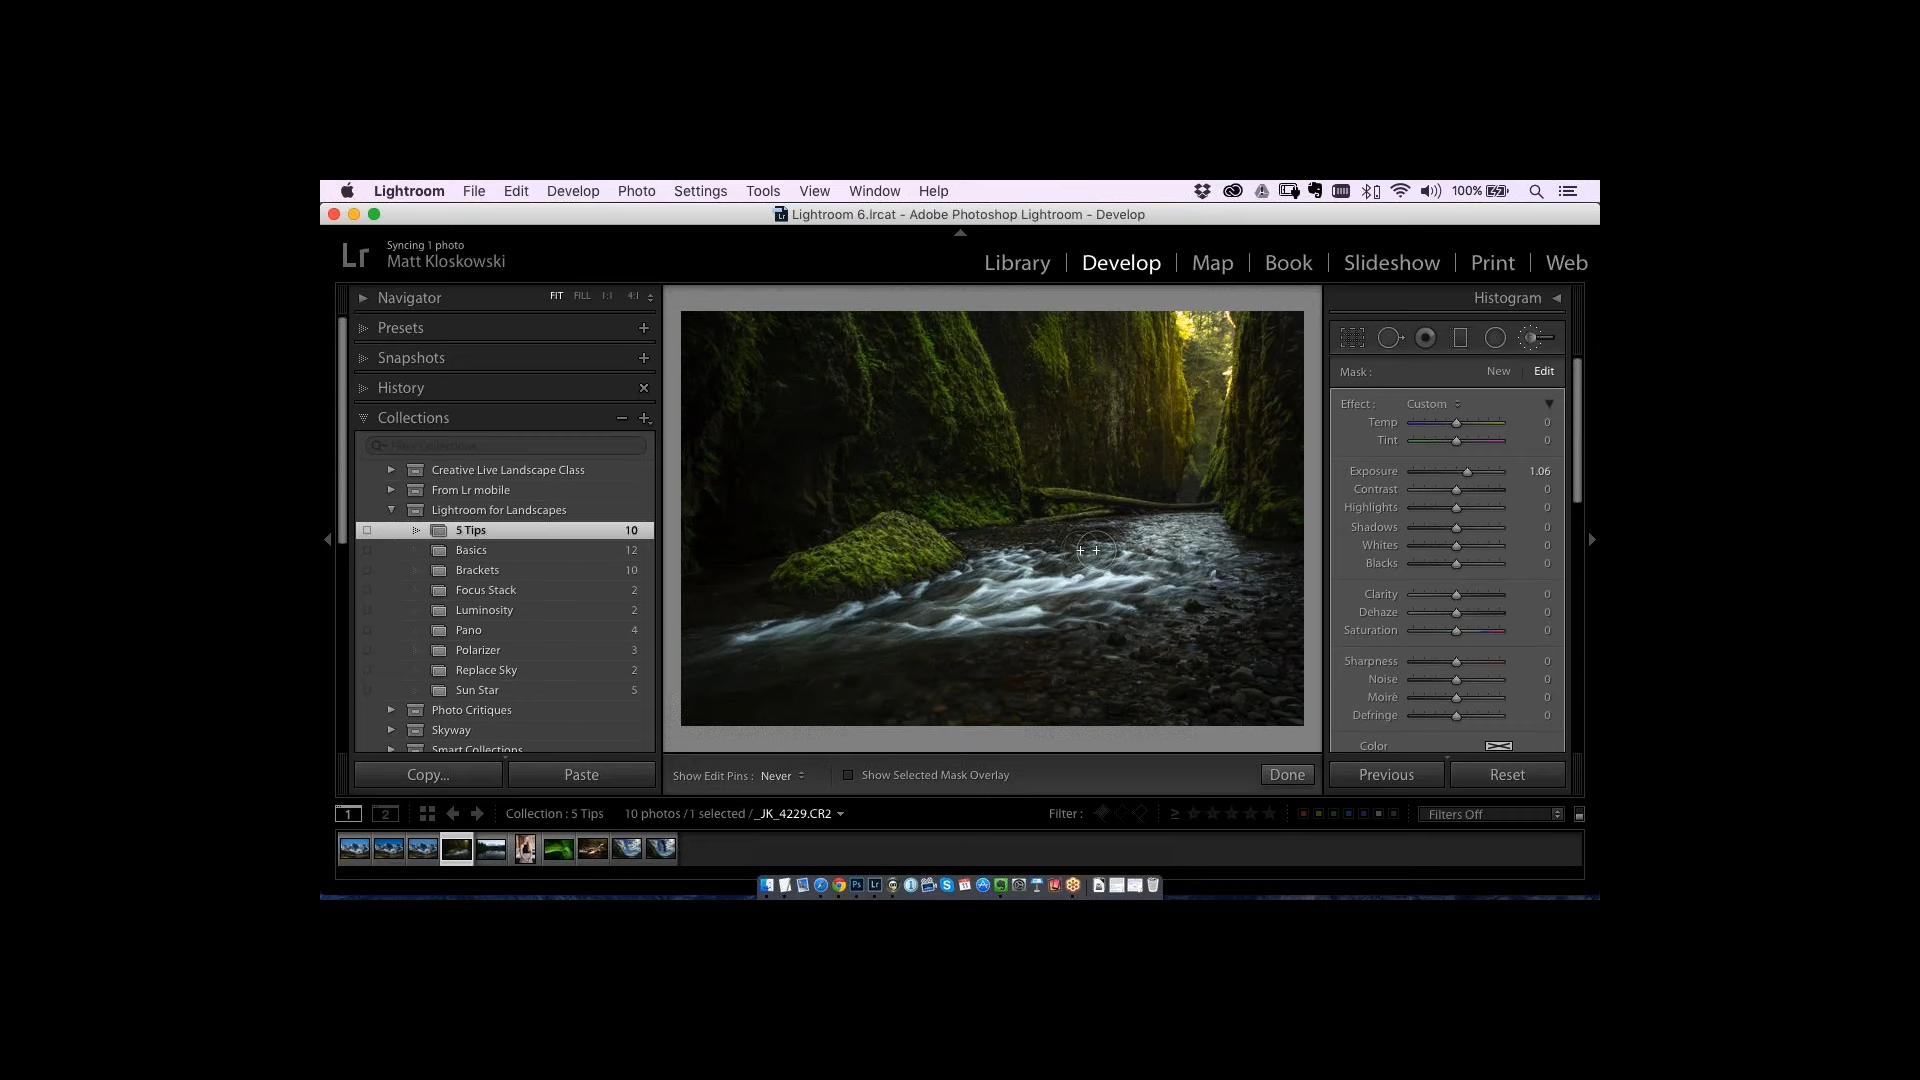 Lightroom File Edit Develop Photo Settings Tools View Window Help 100%
Lightroom 6.lrcat - Adobe Photoshop Lightroom - Develop
Lr Syncing 1 photo
Matt Kloskowski
Library | Develop | Map | Book | Slideshow | Print | Web
Navigator FIT FILL 1:1 4:1
Histogram
Presets
Snapshots
History
Collections
Filter Collections
Creative Live Landscape Class
From Lr mobile
Lightroom for Landscapes
5 Tips 10
Basics 12
Brackets 10
Focus Stack 2
Luminosity 2
Pano 4
Polarizer 3
Replace Sky 2
Sun Star 5
Photo Critiques
Skyway
Smart Collections
Copy... Paste
Mask : New Edit
Effect : Custom
Temp 0
Tint 0
Exposure 1.06
Contrast 0
Highlights 0
Shadows 0
Whites 0
Blacks 0
Clarity 0
Dehaze 0
Saturation 0
Sharpness 0
Noise 0
Moiré 0
Defringe 0
Color
Previous Reset
Show Edit Pins : Never Show Selected Mask Overlay Done
1 2 Collection : 5 Tips 10 photos / 1 selected / _JK_4229.CR2 Filter : ≥ Filters Off
Ps Lr